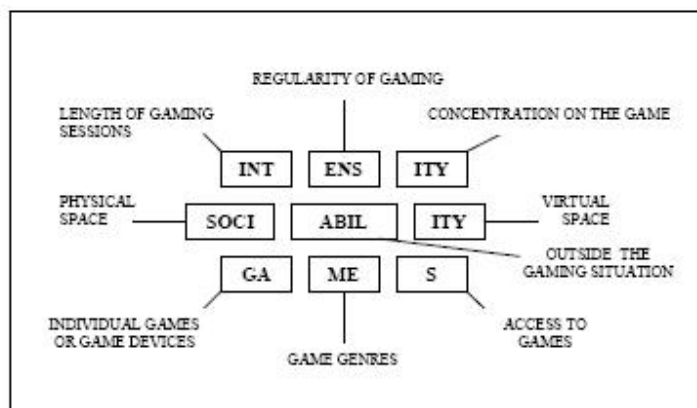 REGULARITY OF GAMING
LENGTH OF GAMING
SESSIONS
CONCENTRATION ON THE GAME
INT ENS ITY
PHYSICAL
SPACE
SOCI ABIL ITY
VIRTUAL
SPACE
OUTSIDE THE
GAMING SITUATION
GA ME S
INDIVIDUAL GAMES
OR GAME DEVICES
GAME GENRES
ACCESS TO
GAMES